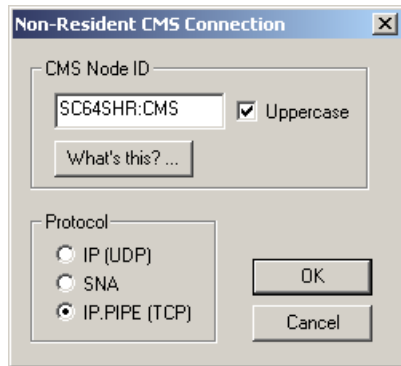 Non-Resident CMS Connection
CMS Node ID
SC64SHR:CMS
Uppercase
What's this? ...
Protocol
IP (UDP)
SNA
IP.PIPE (TCP)
OK
Cancel